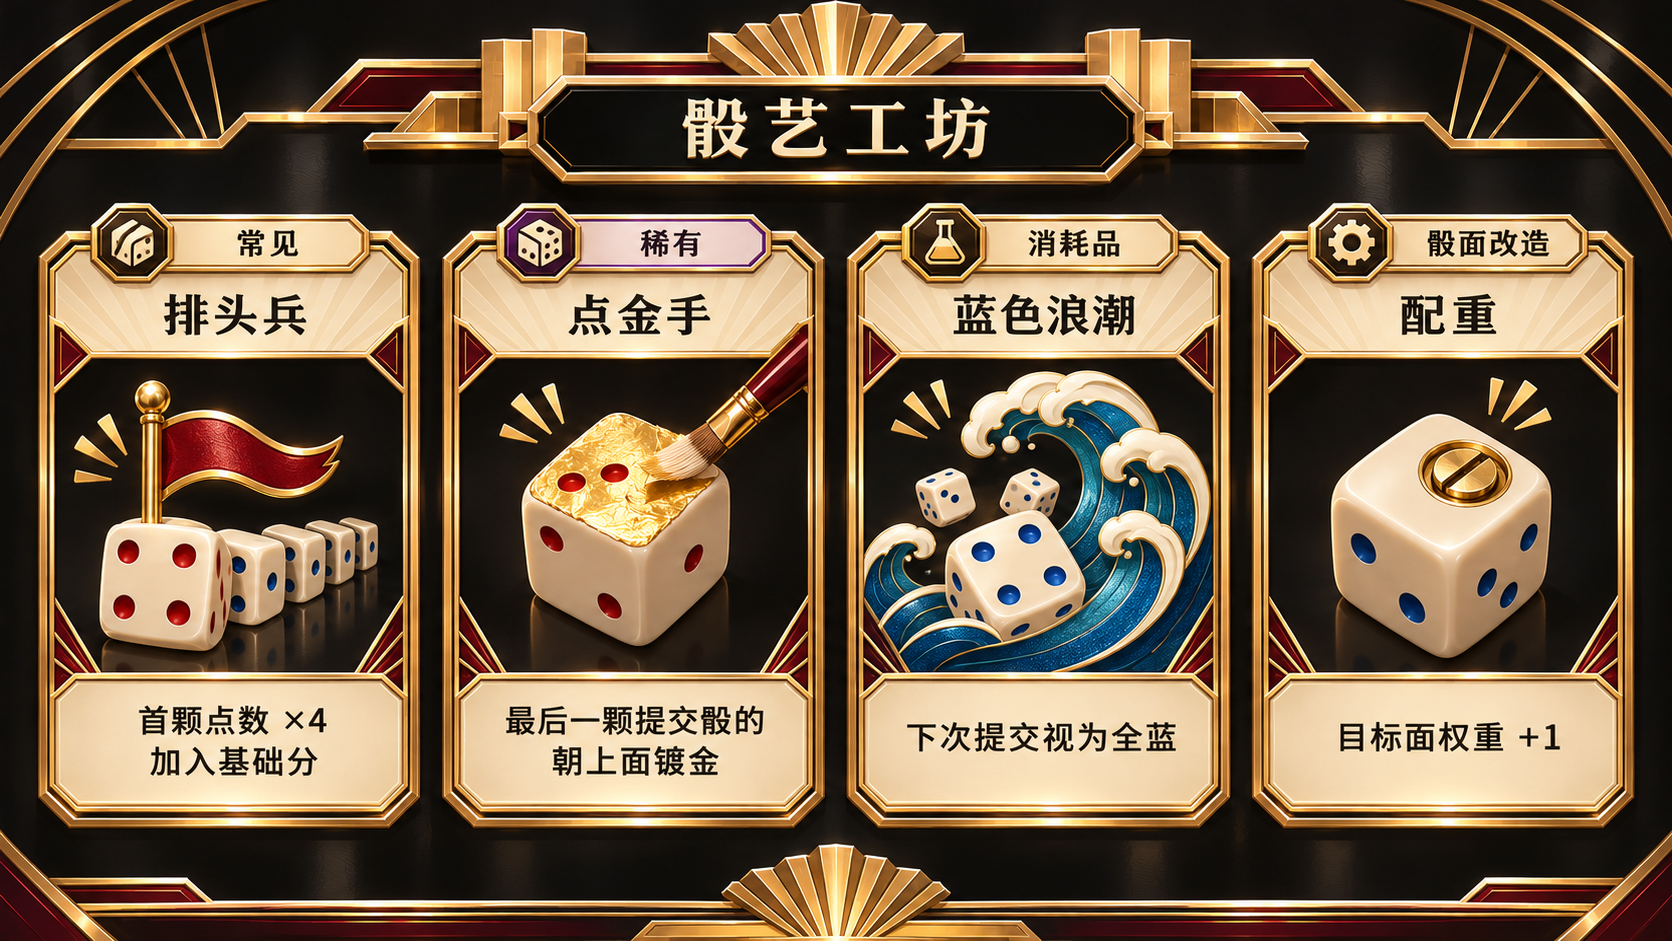 骰艺工坊
常见
排头兵
首颗点数 ×4
加入基础分
稀有
点金手
最后一颗提交骰的
朝上面镀金
消耗品
蓝色浪潮
下次提交视为全蓝
骰面改造
配重
目标面权重 +1